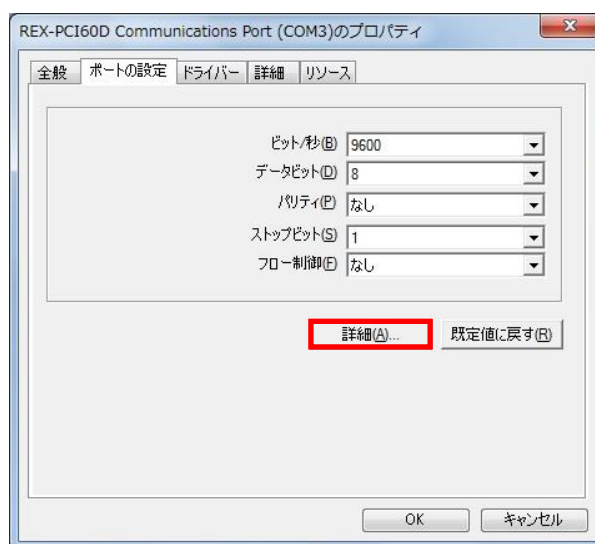 REX-PCI60D Communications Port (COM3)のプロパティ
全般 ポートの設定 ドライバー 詳細 リソース
ビット/秒(B) 9600
データビット(D) 8
パリティ(P) なし
ストップビット(S) 1
フロー制御(F) なし
詳細(A)... 既定値に戻す(R)
OK キャンセル